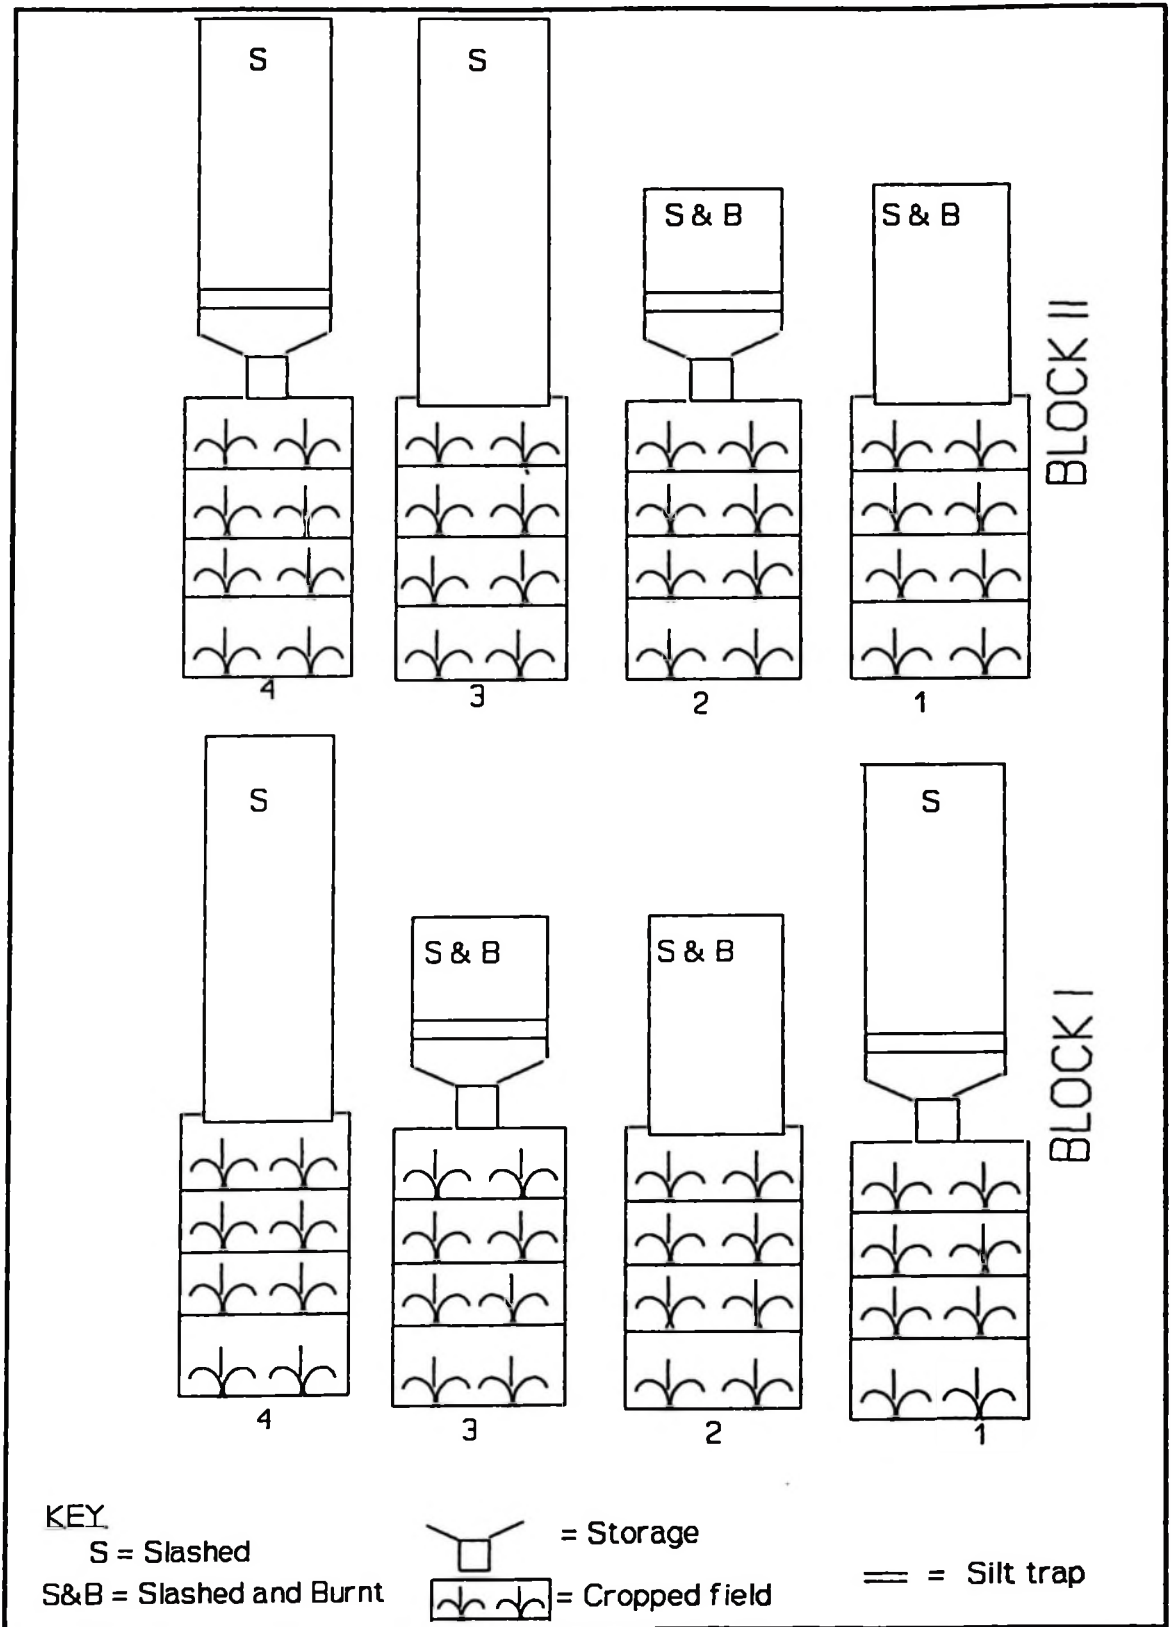 S
S
S & B
S & B
BLOCK II
4
3
2
1
S
S
S & B
S & B
BLOCK I
4
3
2
1
KEY
S = Slashed
= Storage
S&B = Slashed and Burnt
= Cropped field
= Silt trap